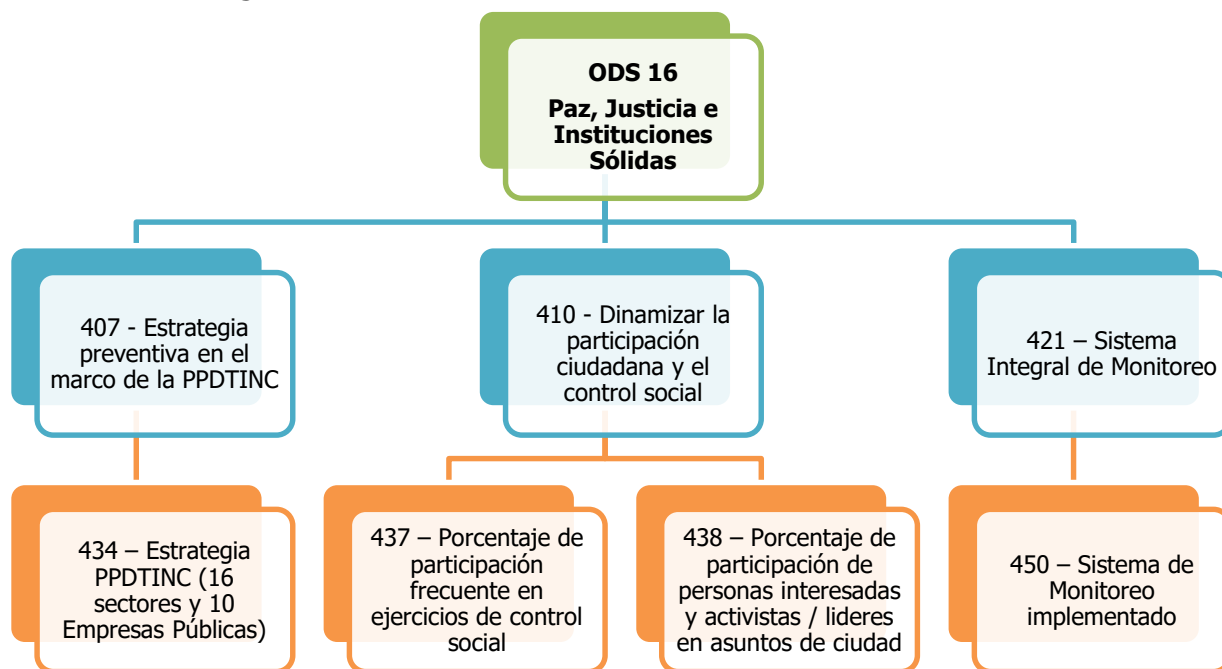 ODS 16
Paz, Justicia e
Instituciones
Sólidas
407 - Estrategia
preventiva en el
marco de la PPDTINC
410 - Dinamizar la
participación
ciudadana y el
control social
421 – Sistema
Integral de Monitoreo
434 – Estrategia
PPDTINC (16
sectores y 10
Empresas Públicas)
437 – Porcentaje de
participación
frecuente en
ejercicios de control
social
438 – Porcentaje de
participación de
personas interesadas
y activistas / lideres
en asuntos de ciudad
450 – Sistema de
Monitoreo
implementado